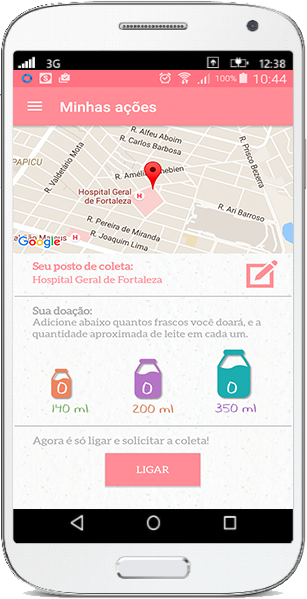 3G 12:38
100% 10:44
Minhas ações
R. Alfeu Aboim
R. Carlos Barbosa
PAPICU
R. Valdetário Mota
R. Prisco Bezerra
Hospital Geral
de Fortaleza
H
R. Ari Barroso
R. Pereira de Miranda
R. Joaquim Lima
Google
H
Seu posto de coleta:
Hospital Geral de Fortaleza
Sua doação:
Adicione abaixo quantos frascos você doará, e a
quantidade aproximada de leite em cada um.
0 0 0
140 ml 200 ml 350 ml
Agora é só ligar e solicitar a coleta!
LIGAR